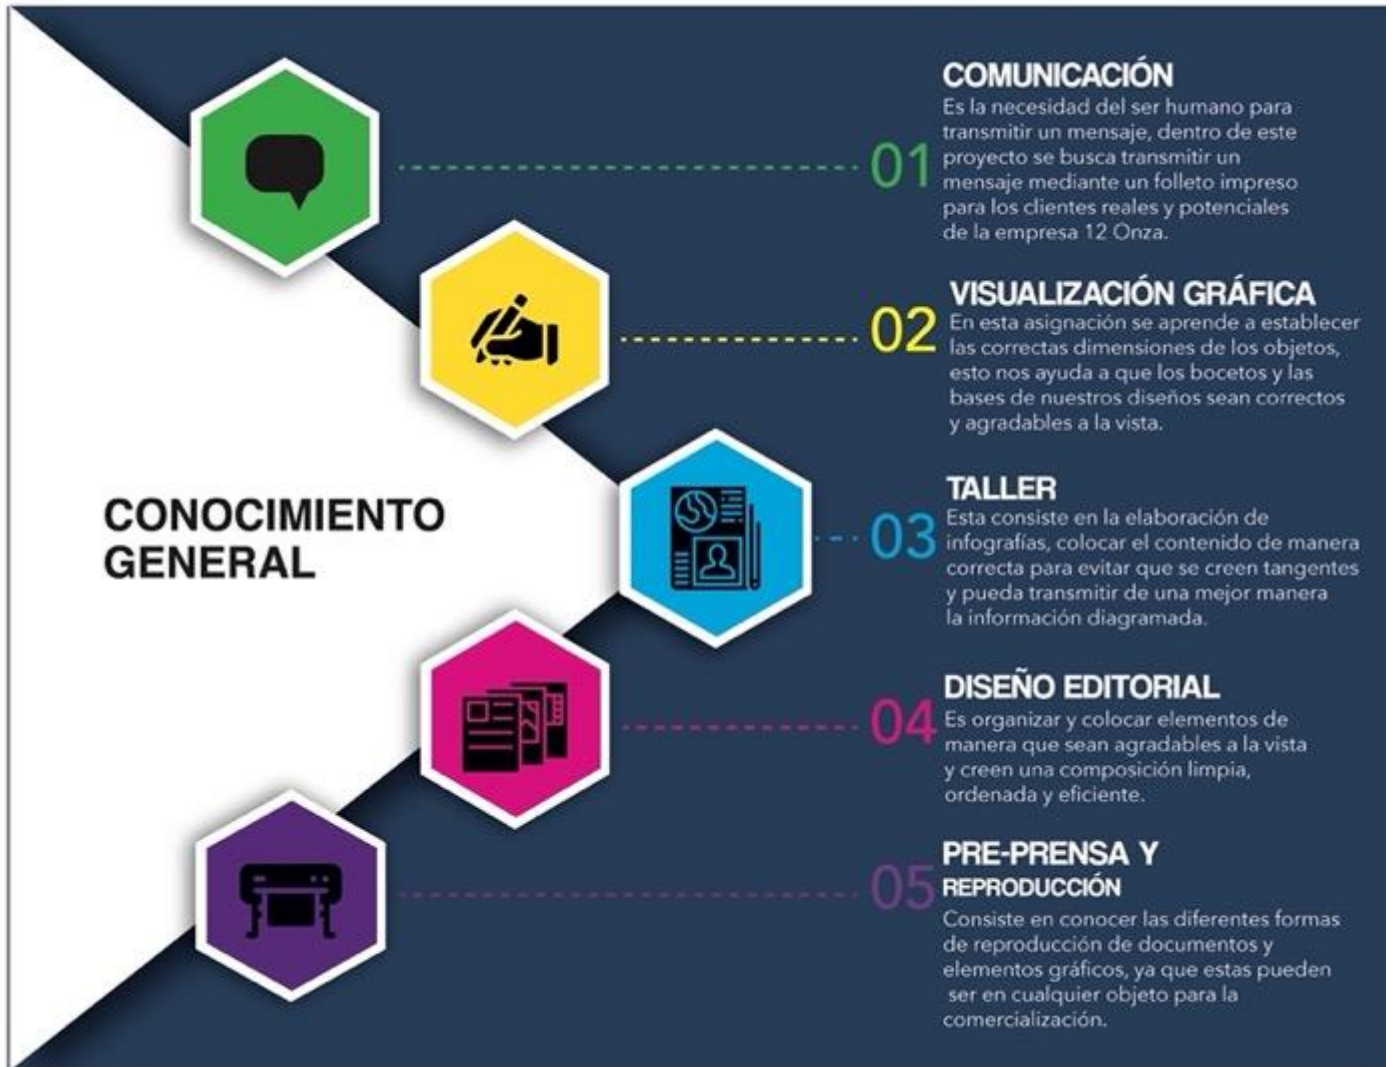 CONOCIMIENTO
GENERAL
01
COMUNICACIÓN
Es la necesidad del ser humano para
transmitir un mensaje, dentro de este
proyecto se busca transmitir un
mensaje mediante un folleto impreso
para los clientes reales y potenciales
de la empresa 12 Onza.
02
VISUALIZACIÓN GRÁFICA
En esta asignación se aprende a establecer
las correctas dimensiones de los objetos,
esto nos ayuda a que los bocetos y las
bases de nuestros diseños sean correctos
y agradables a la vista.
03
TALLER
Esta consiste en la elaboración de
infografías, colocar el contenido de manera
correcta para evitar que se creen tangentes
y pueda transmitir de una mejor manera
la información diagramada.
04
DISEÑO EDITORIAL
Es organizar y colocar elementos de
manera que sean agradables a la vista
y creen una composición limpia,
ordenada y eficiente.
05
PRE-PRENSA Y
REPRODUCCIÓN
Consiste en conocer las diferentes formas
de reproducción de documentos y
elementos gráficos, ya que estas pueden
ser en cualquier objeto para la
comercialización.